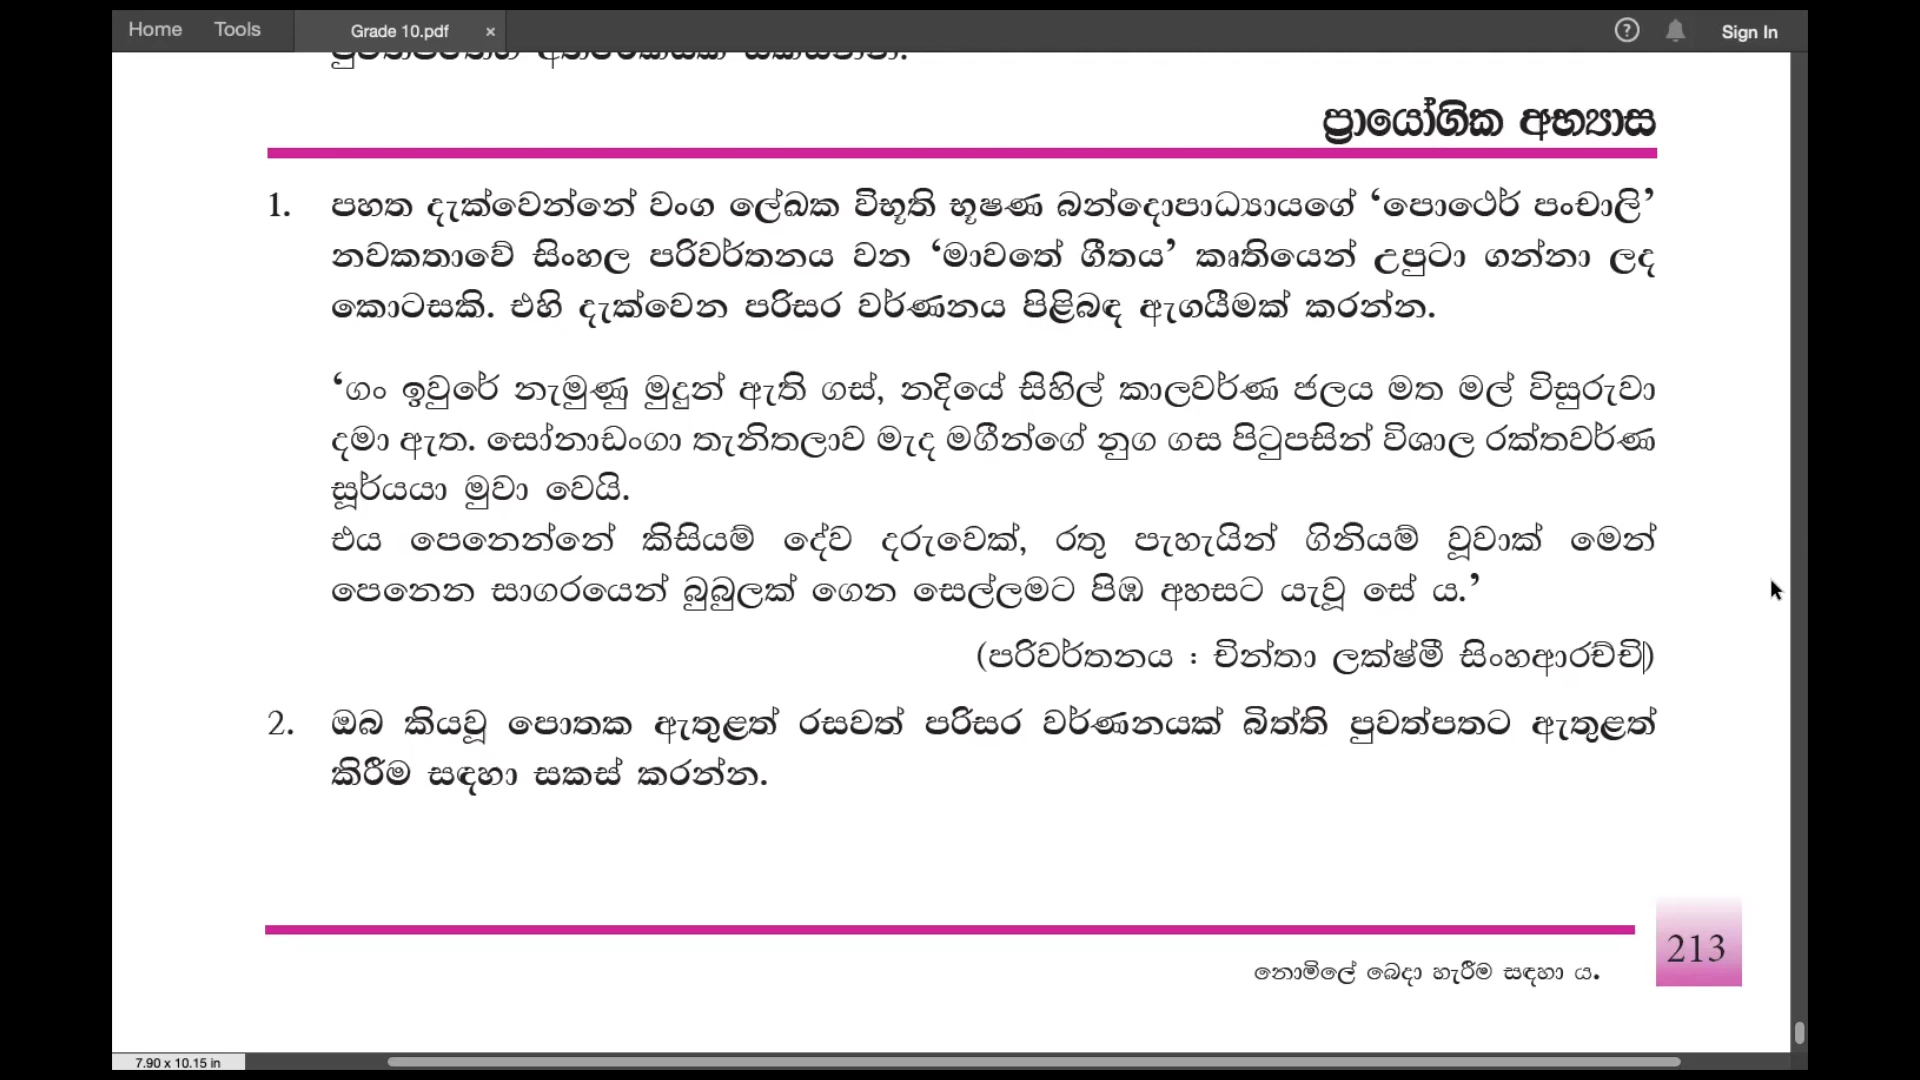 Home Tools Grade 10.pdf × ? Sign In
ප්‍රායෝගික අභ්‍යාස
1. පහත දැක්වෙන්නේ වංග ලේඛක විභූති භූෂණ බන්දොපාධ්‍යායගේ ‘පොථෙර් පංචාලි’
නවකතාවේ සිංහල පරිවර්තනය වන ‘මාවතේ ගීතය’ කෘතියෙන් උපුටා ගන්නා ලද
කොටසකි. එහි දැක්වෙන පරිසර වර්ණනය පිළිබඳ ඇගයීමක් කරන්න.
‘ගං ඉවුරේ නැමුණු මුදුන් ඇති ගස්, නදියේ සිහිල් කාලවර්ණ ජලය මත මල් විසුරුවා
දමා ඇත. සෝනාඩංගා තැනිතලාව මැද මගීන්ගේ නුග ගස පිටුපසින් විශාල රක්තවර්ණ
සූර්යයා මුවා වෙයි.
එය පෙනෙන්නේ කිසියම් දේව දරුවෙක්, රතු පැහැයින් ගිනියම් වූවාක් මෙන්
පෙනෙන සාගරයෙන් බුබුලක් ගෙන සෙල්ලමට පිඹ අහසට යැවූ සේ ය.’
(පරිවර්තනය : චින්තා ලක්ෂ්මී සිංහආරච්චි)
2. ඔබ කියවූ පොතක ඇතුළත් රසවත් පරිසර වර්ණනයක් බිත්ති පුවත්පතට ඇතුළත්
කිරීම සඳහා සකස් කරන්න.
213
නොමිලේ බෙදා හැරීම සඳහා ය.
7.90 x 10.15 in